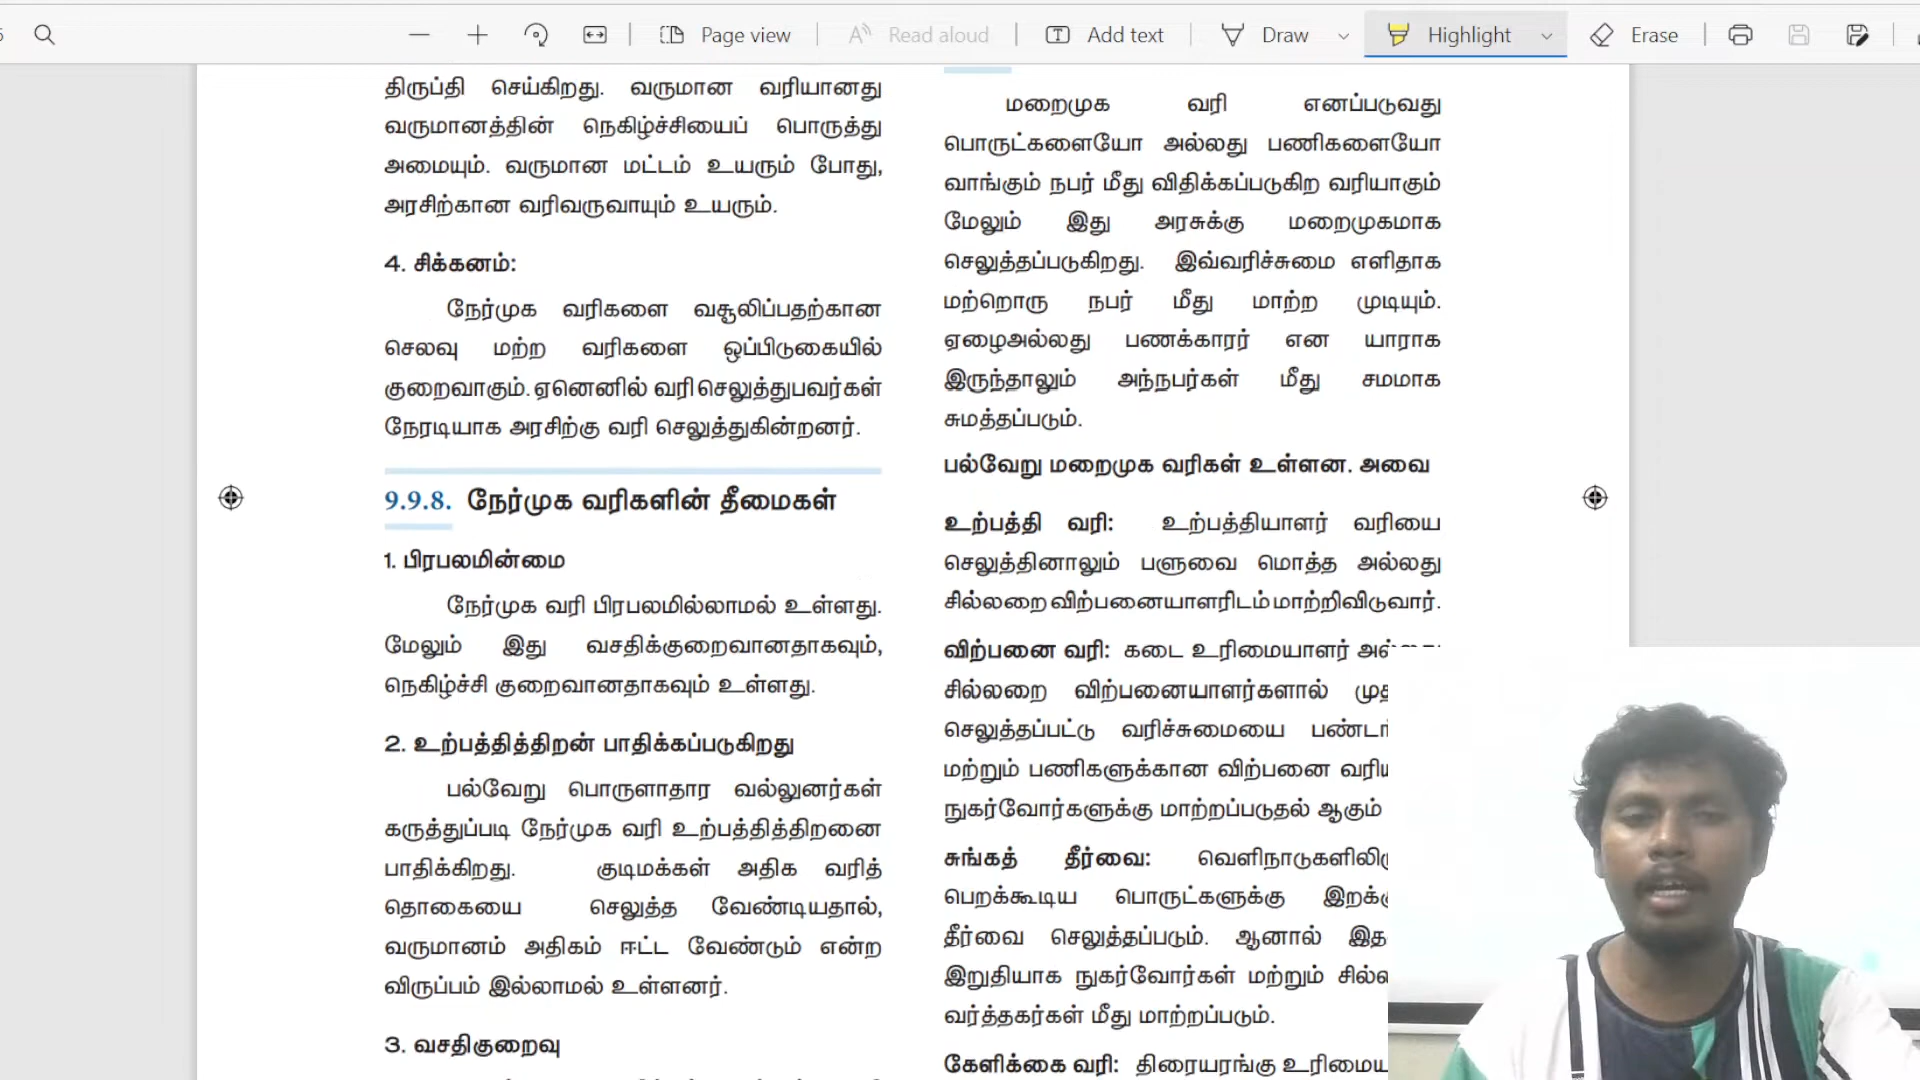 Page view
Read aloud
Add text
Draw
Highlight
Erase
திருப்தி செய்கிறது. வருமான வரியானது
வருமானத்தின் நெகிழ்ச்சியைப் பொருத்து
அமையும். வருமான மட்டம் உயரும் போது,
அரசிற்கான வரிவருவாயும் உயரும்.
4. சிக்கனம்:
நேர்முக வரிகளை வசூலிப்பதற்கான
செலவு மற்ற வரிகளை ஒப்பிடுகையில்
குறைவாகும். ஏனெனில் வரி செலுத்துபவர்கள்
நேரடியாக அரசிற்கு வரி செலுத்துகின்றனர்.
9.9.8. நேர்முக வரிகளின் தீமைகள்
1. பிரபலமின்மை
நேர்முக வரி பிரபலமில்லாமல் உள்ளது.
மேலும் இது வசதிக்குறைவானதாகவும்,
நெகிழ்ச்சி குறைவானதாகவும் உள்ளது.
2. உற்பத்தித்திறன் பாதிக்கப்படுகிறது
பல்வேறு பொருளாதார வல்லுனர்கள்
கருத்துப்படி நேர்முக வரி உற்பத்தித்திறனை
பாதிக்கிறது. குடிமக்கள் அதிக வரித்
தொகையை செலுத்த வேண்டியதால்,
வருமானம் அதிகம் ஈட்ட வேண்டும் என்ற
விருப்பம் இல்லாமல் உள்ளனர்.
3. வசதிகுறைவு
மறைமுக வரி எனப்படுவது
பொருட்களையோ அல்லது பணிகளையோ
வாங்கும் நபர் மீது விதிக்கப்படுகிற வரியாகும்
மேலும் இது அரசுக்கு மறைமுகமாக
செலுத்தப்படுகிறது. இவ்வரிச்சுமை எளிதாக
மற்றொரு நபர் மீது மாற்ற முடியும்.
ஏழைஅல்லது பணக்காரர் என யாராக
இருந்தாலும் அந்நபர்கள் மீது சமமாக
சுமத்தப்படும்.
பல்வேறு மறைமுக வரிகள் உள்ளன. அவை
உற்பத்தி வரி: உற்பத்தியாளர் வரியை
செலுத்தினாலும் பளுவை மொத்த அல்லது
சில்லறை விற்பனையாளரிடம் மாற்றிவிடுவார்.
விற்பனை வரி: கடை உரிமையாளர்
சில்லறை விற்பனையாளர்களால்
செலுத்தப்பட்டு வரிச்சுமையை
மற்றும் பணிகளுக்கான விற்பனை
நுகர்வோர்களுக்கு மாற்றப்படுதல் ஆகும்
சுங்கத் தீர்வை:
பெறக்கூடிய பொருட்களுக்கு
தீர்வை செலுத்தப்படும். ஆனால்
இறுதியாக நுகர்வோர்கள் மற்றும்
வர்த்தகர்கள் மீது மாற்றப்படும்.
கேளிக்கை வரி: திரையரங்கு